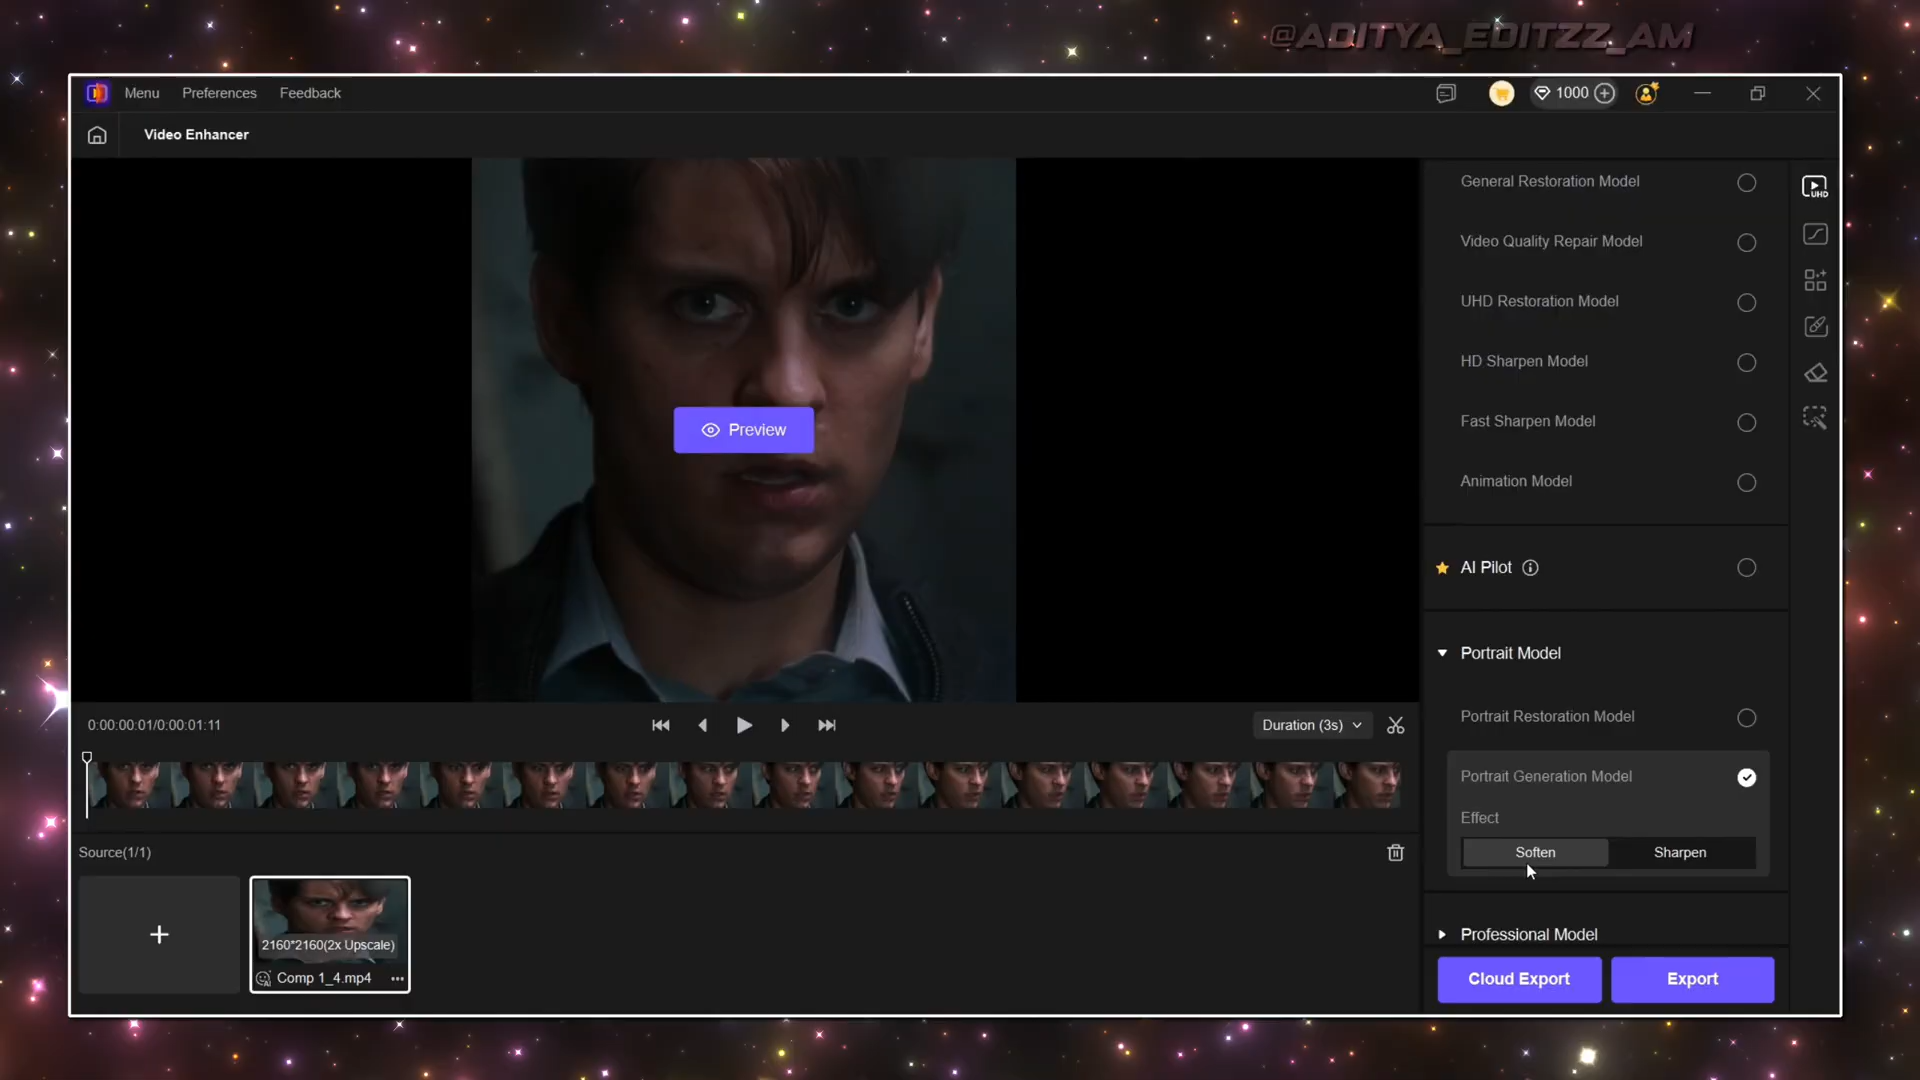 @ADITYA_EDITZZ_AM
Menu Preferences Feedback
1000
Video Enhancer
General Restoration Model
UHD
Video Quality Repair Model
UHD Restoration Model
HD Sharpen Model
Fast Sharpen Model
Preview
Animation Model
AI Pilot
Portrait Model
Portrait Restoration Model
0:00:00:01/0:00:01:11
Duration (3s)
Portrait Generation Model
Effect
Soften Sharpen
Source(1/1)
2160*2160(2x Upscale)
Comp 1_4.mp4
Professional Model
Cloud Export Export